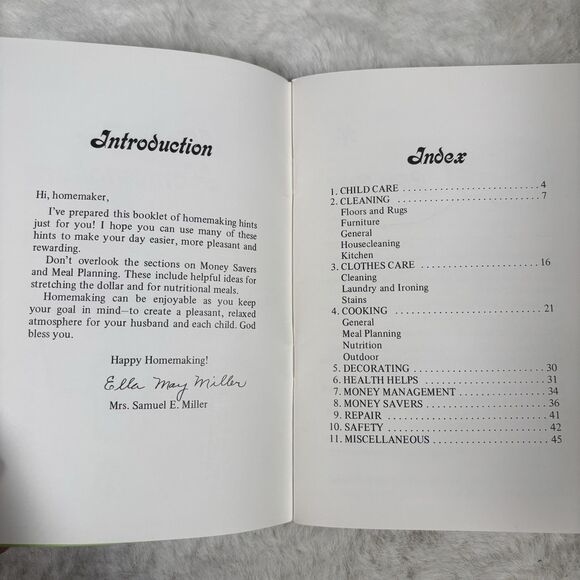 Introduction
Hi, homemaker,
I've prepared this booklet of homemaking hints
just for you! I hope you can use many of these
hints to make your day easier, more pleasant and
rewarding.
Don't overlook the sections on Money Savers
and Meal Planning. These include helpful ideas for
stretching the dollar and for nutritional meals.
Homemaking can be enjoyable as you keep
your goal in mind—to create a pleasant, relaxed
atmosphere for your husband and each child. God
bless you.
Happy Homemaking!
Ella May Miller
Mrs. Samuel E. Miller
Index
1. CHILD CARE . . . . . . . . . . . . . . . . . . . . . . . . 4
2. CLEANING . . . . . . . . . . . . . . . . . . . . . . . . . . 7
Floors and Rugs
Furniture
General
Housecleaning
Kitchen
3. CLOTHES CARE . . . . . . . . . . . . . . . . . . . . . 16
Cleaning
Laundry and Ironing
Stains
4. COOKING . . . . . . . . . . . . . . . . . . . . . . . . . . 21
General
Meal Planning
Nutrition
Outdoor
5. DECORATING . . . . . . . . . . . . . . . . . . . . . . . 30
6. HEALTH HELPS . . . . . . . . . . . . . . . . . . . . . 31
7. MONEY MANAGEMENT . . . . . . . . . . . . . . . 34
8. MONEY SAVERS . . . . . . . . . . . . . . . . . . . . . 36
9. REPAIR . . . . . . . . . . . . . . . . . . . . . . . . . . . . 41
10. SAFETY . . . . . . . . . . . . . . . . . . . . . . . . . . . 42
11. MISCELLANEOUS . . . . . . . . . . . . . . . . . . . 45